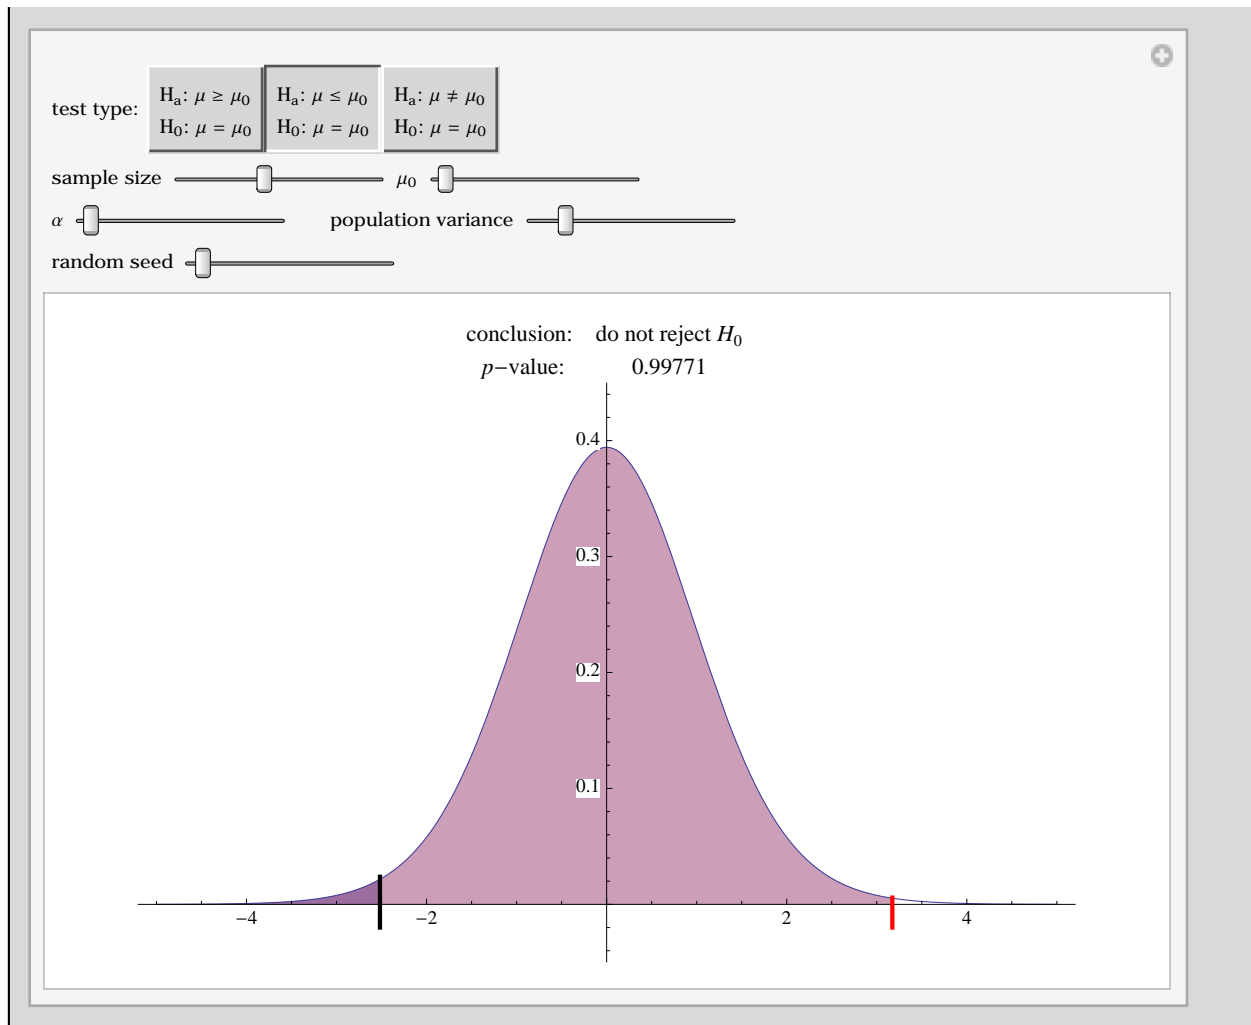 test type:
Hₐ: μ ≥ μ₀ Hₐ: μ ≤ μ₀ Hₐ: μ ≠ μ₀
H₀: μ = μ₀ H₀: μ = μ₀ H₀: μ = μ₀
sample size μ₀
α population variance
random seed
conclusion: do not reject H₀
p−value: 0.99771
0.4
0.3
0.2
0.1
−4 −2 2 4